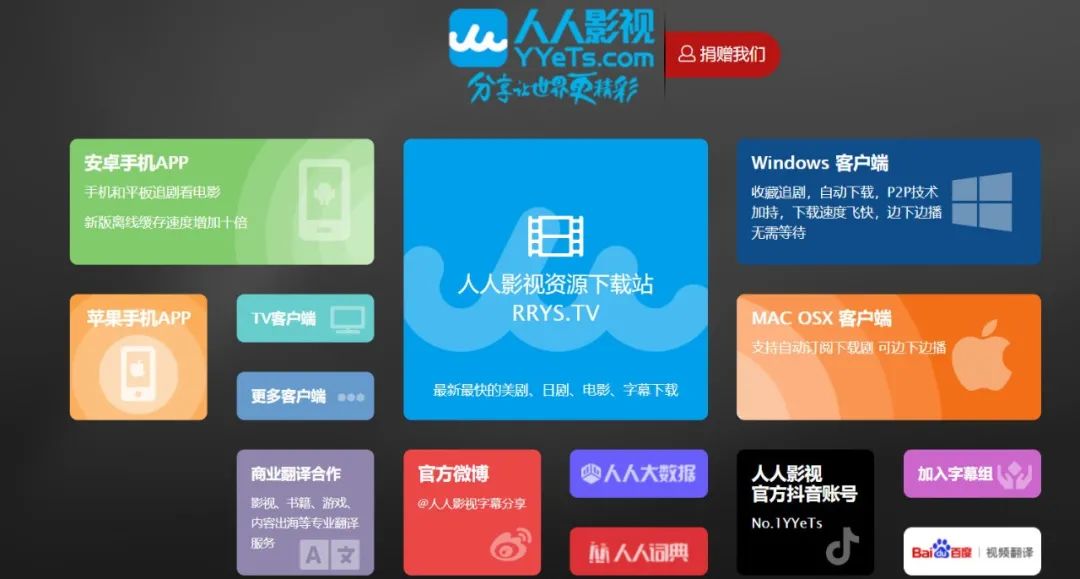 人人影视
YYeTs.com
分享让世界更精彩
捐赠我们
安卓手机APP
手机和平板追剧看电影
新版离线缓存速度增加十倍
人人影视资源下载站
RRYS.TV
最新最快的美剧、日剧、电影、字幕下载
Windows 客户端
收藏追剧，自动下载，P2P技术
加持，下载速度飞快，边下边播
无需等待
苹果手机APP
TV客户端
更多客户端
MAC OSX 客户端
支持自动订阅下载剧 可边下边播
商业翻译合作
影视、书籍、游戏、
内容出海等专业翻译
服务
A 文
官方微博
@人人影视字幕分享
人人大数据
人人词典
人人影视
官方抖音账号
No.1YYeTs
加入字幕组
Bai du 百度 | 视频翻译